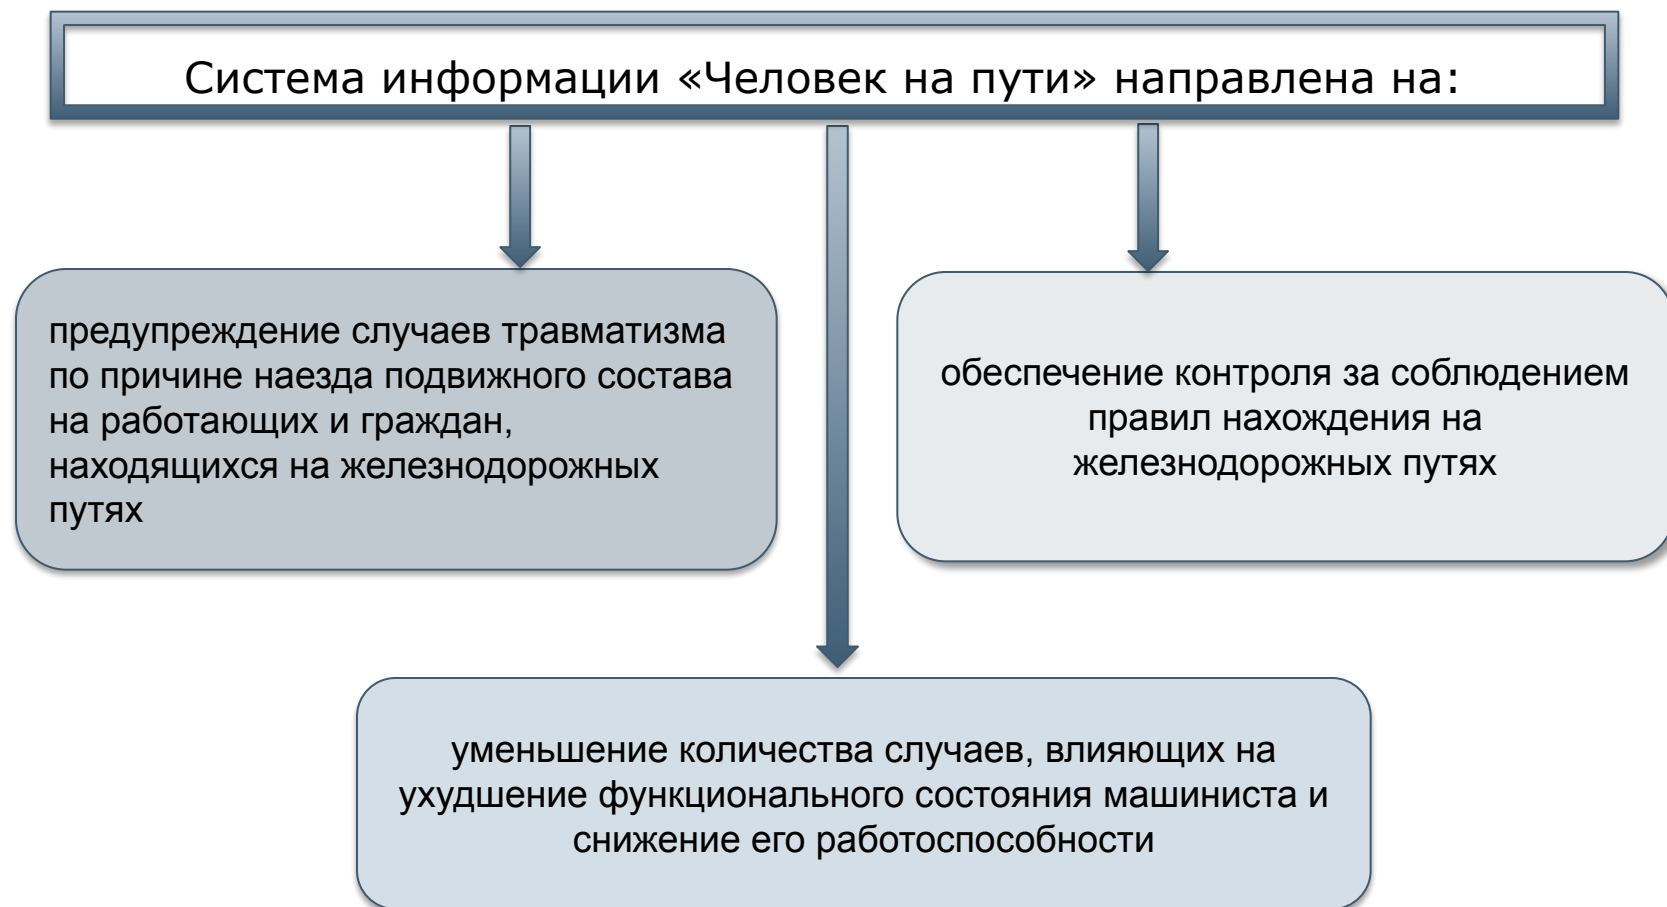 Система информации «Человек на пути» направлена на:
предупреждение случаев травматизма
по причине наезда подвижного состава
на работающих и граждан,
находящихся на железнодорожных
путях
обеспечение контроля за соблюдением
правил нахождения на
железнодорожных путях
уменьшение количества случаев, влияющих на
ухудшение функционального состояния машиниста и
снижение его работоспособности